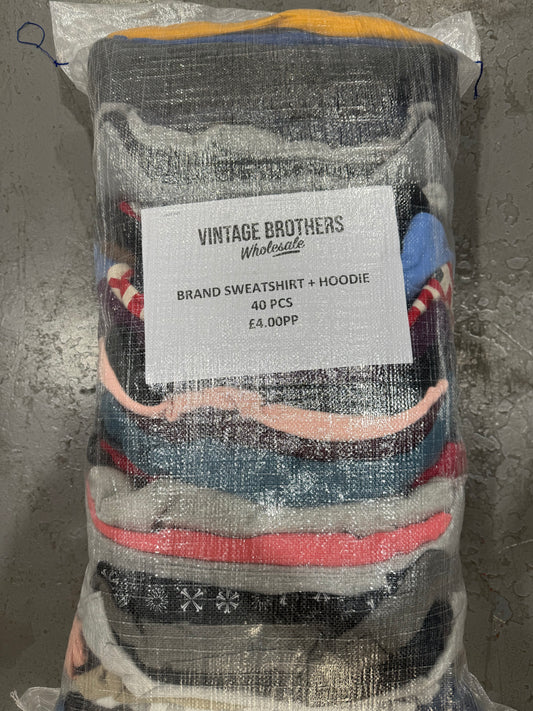 VINTAGE BROTHERS
Wholesale
BRAND SWEATSHIRT + HOODIE
40 PCS
£4.00PP